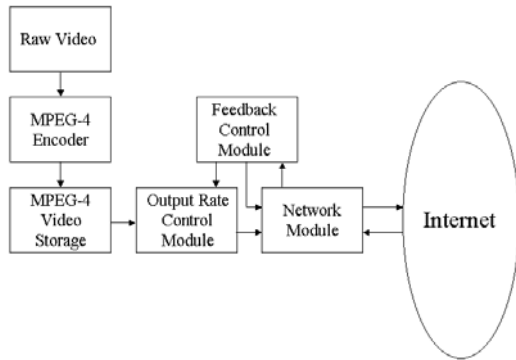 Raw Video
MPEG-4
Encoder
MPEG-4
Video
Storage
Output Rate
Control
Module
Feedback
Control
Module
Network
Module
Internet